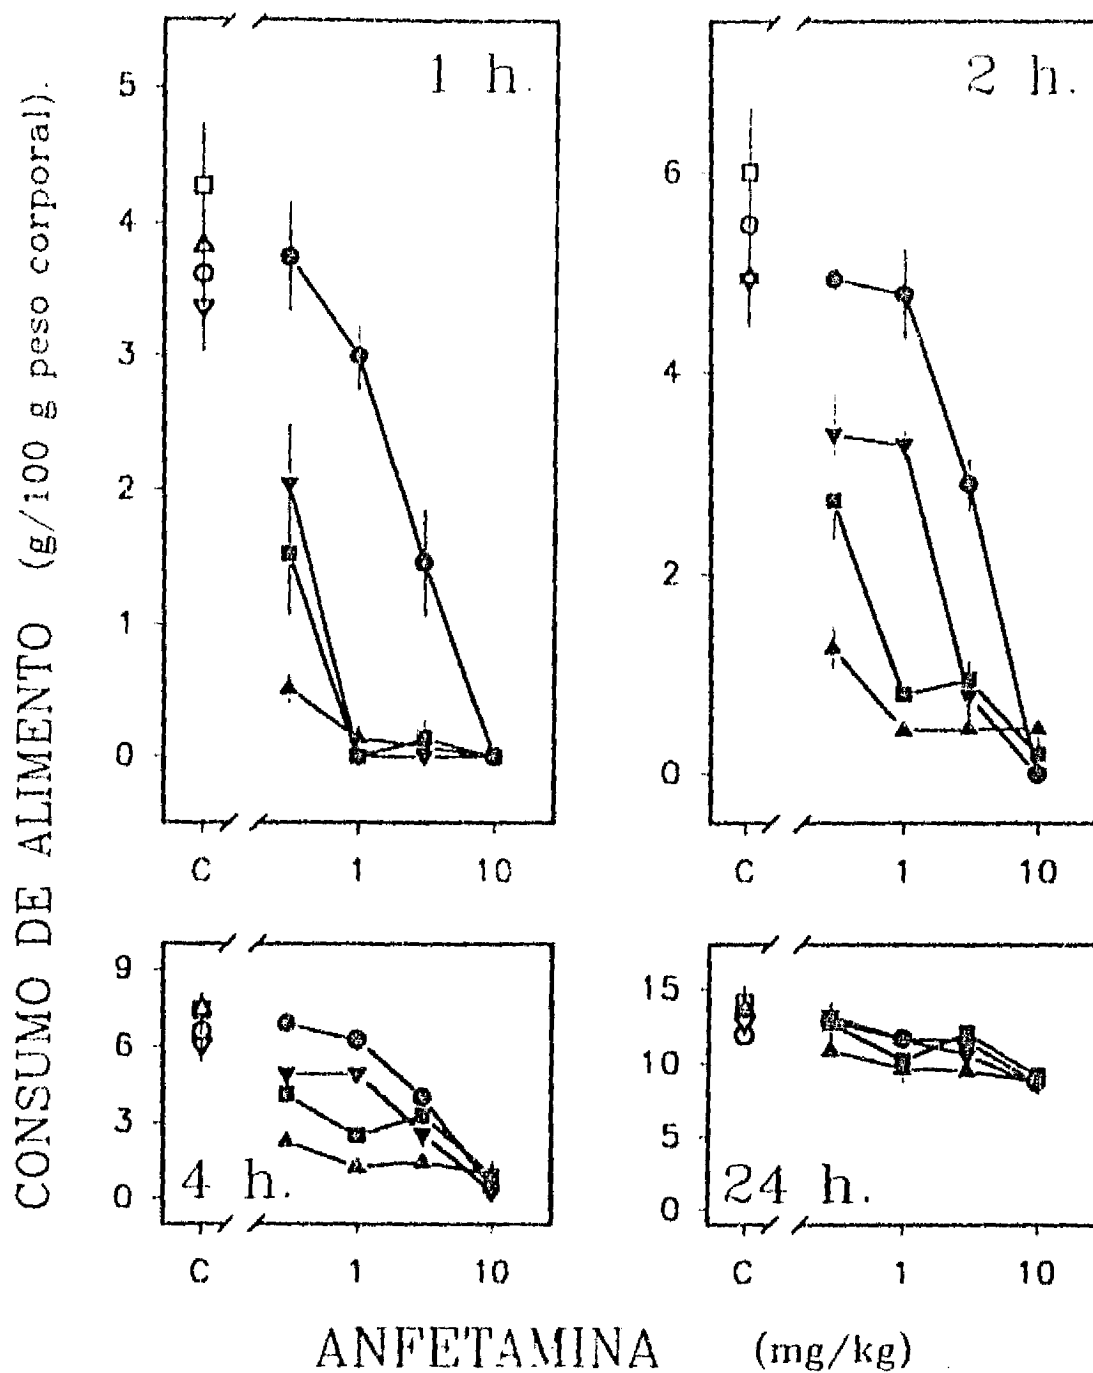 CONSUMO DE ALIMENTO (g/100 g peso corporal).
1 h.
5
4
3
2
1
0
C 1 10
2 h.
6
4
2
0
C 1 10
4 h.
9
6
3
0
C 1 10
24 h.
15
10
5
0
C 1 10
ANFETAMINA (mg/kg)